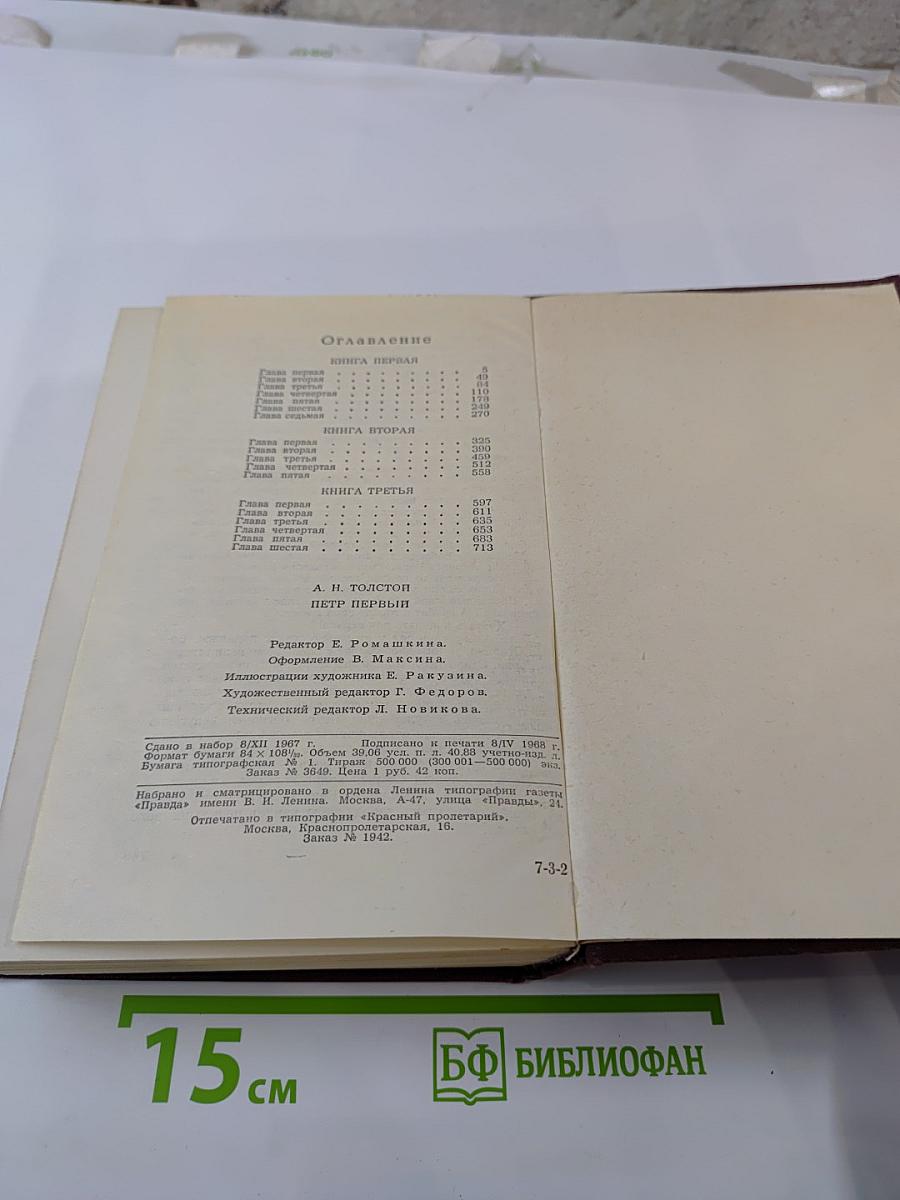 Оглавление
КНИГА ПЕРВАЯ
Глава первая . . . . . . . . . 5
Глава вторая . . . . . . . . . 49
Глава третья . . . . . . . . . 84
Глава четвертая . . . . . . . . 110
Глава пятая . . . . . . . . . 178
Глава шестая . . . . . . . . . 249
Глава седьмая . . . . . . . . . 270
КНИГА ВТОРАЯ
Глава первая . . . . . . . . . 325
Глава вторая . . . . . . . . . 390
Глава третья . . . . . . . . . 459
Глава четвертая . . . . . . . . 512
Глава пятая . . . . . . . . . 558
КНИГА ТРЕТЬЯ
Глава первая . . . . . . . . . 597
Глава вторая . . . . . . . . . 611
Глава третья . . . . . . . . . 635
Глава четвертая . . . . . . . . 653
Глава пятая . . . . . . . . . 683
Глава шестая . . . . . . . . . 713
А. Н. ТОЛСТОЙ
ПЕТР ПЕРВЫЙ
Редактор Е. Ромашкина.
Оформление В. Максина.
Иллюстрации художника Е. Ракузина.
Художественный редактор Г. Федоров.
Технический редактор Л. Новикова.
Сдано в набор 8/XII 1967 г. Подписано к печати 8/IV 1968 г.
Формат бумаги 84 × 108¹/₃₂. Объем 39,06 усл. п. л. 40.88 учетно-изд. л.
Бумага типографская № 1. Тираж 500 000 (300 001—500 000) экз.
Заказ № 3649. Цена 1 руб. 42 коп.
Набрано и сматрицировано в ордена Ленина типографии газеты
«Правда» имени В. И. Ленина. Москва, А-47, улица «Правды», 24.
Отпечатано в типографии «Красный пролетарий».
Москва, Краснопролетарская, 16.
Заказ № 1942.
7-3-2
15 см
БФ БИБЛИОФАН